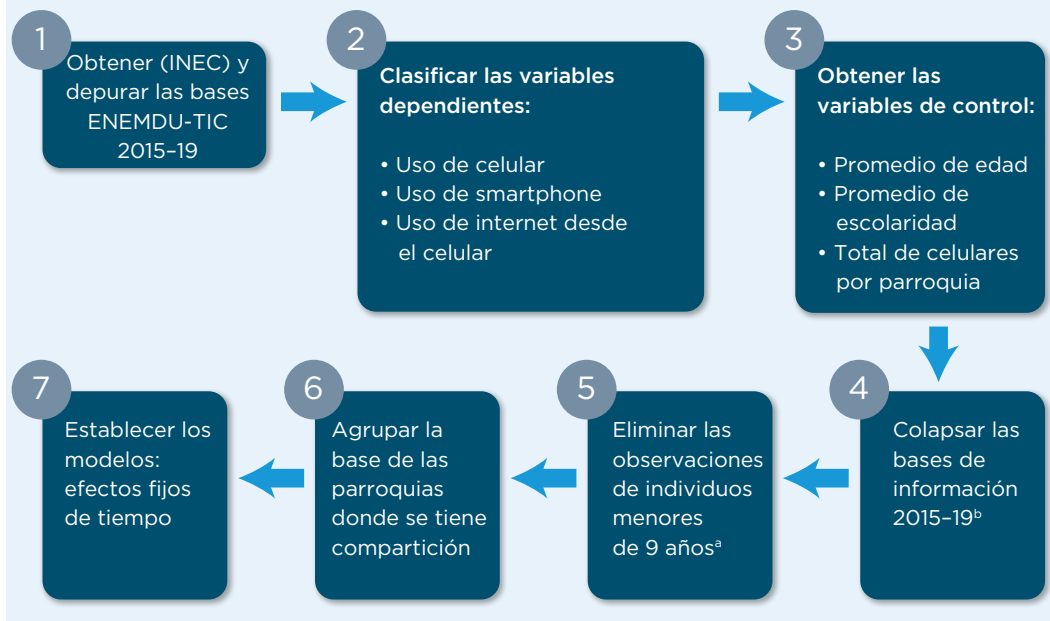 1
Obtener (INEC) y
depurar las bases
ENEMDU-TIC
2015–19
2
Clasificar las variables
dependientes:
• Uso de celular
• Uso de smartphone
• Uso de internet desde
el celular
3
Obtener las
variables de control:
• Promedio de edad
• Promedio de
escolaridad
• Total de celulares
por parroquia
4
Colapsar las
bases de
información
2015–19ᵇ
5
Eliminar las
observaciones
de individuos
menores
de 9 añosᵃ
6
Agrupar la
base de las
parroquias
donde se tiene
compartición
7
Establecer los
modelos:
efectos fijos
de tiempo